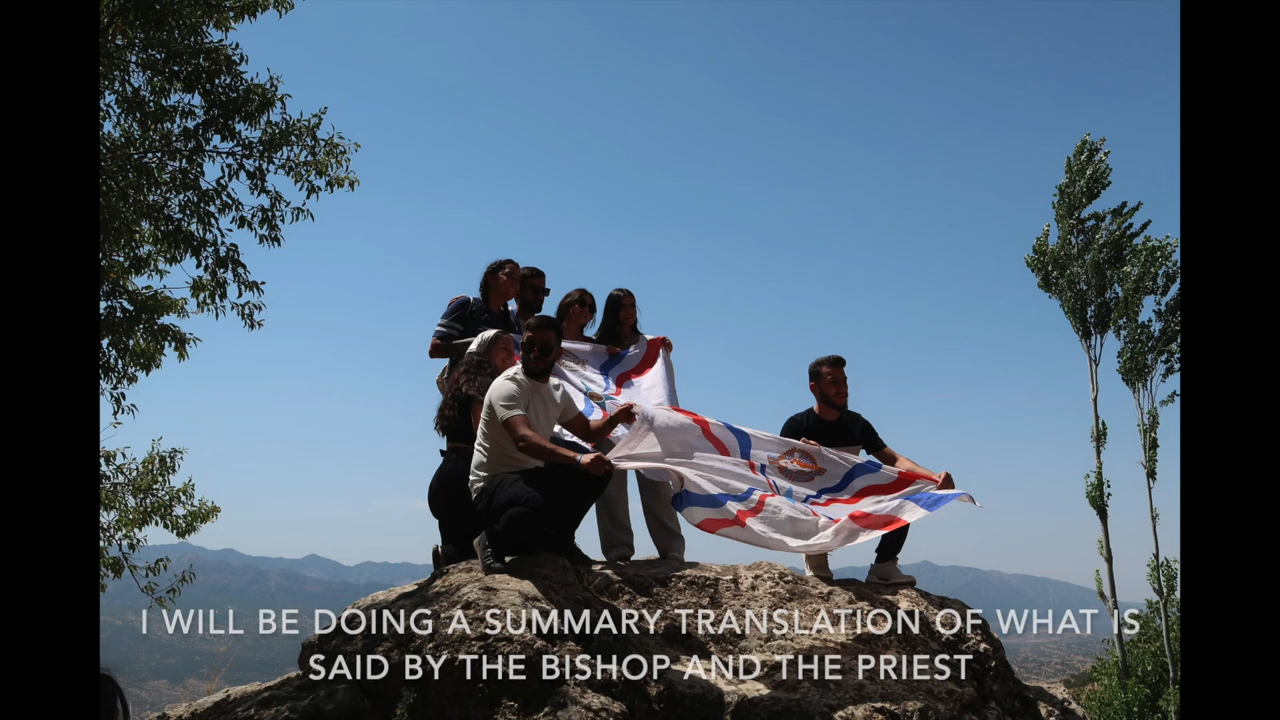 I WILL BE DOING A SUMMARY TRANSLATION OF WHAT IS
SAID BY THE BISHOP AND THE PRIEST